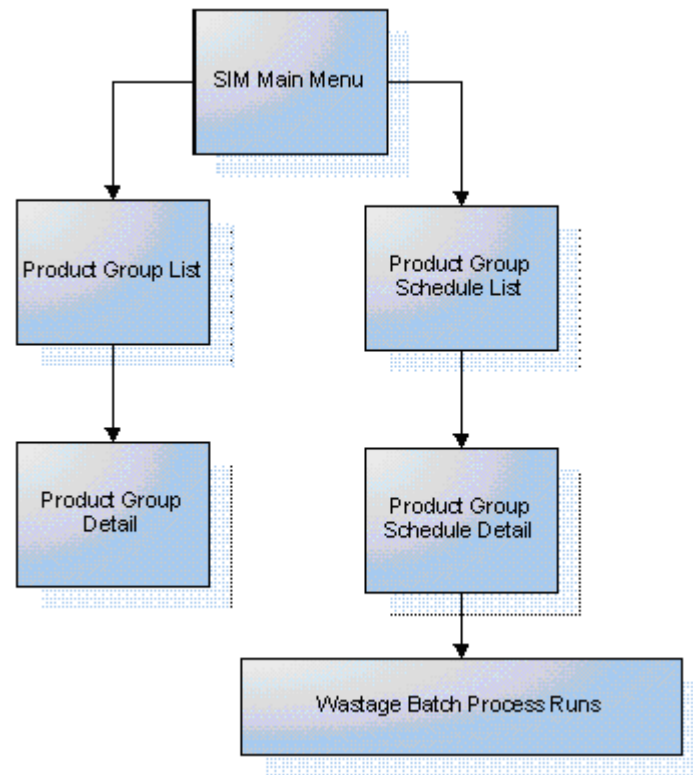 SIM Main Menu
Product Group List
Product Group
Schedule List
Product Group
Detail
Product Group
Schedule Detail
Wastage Batch Process Runs